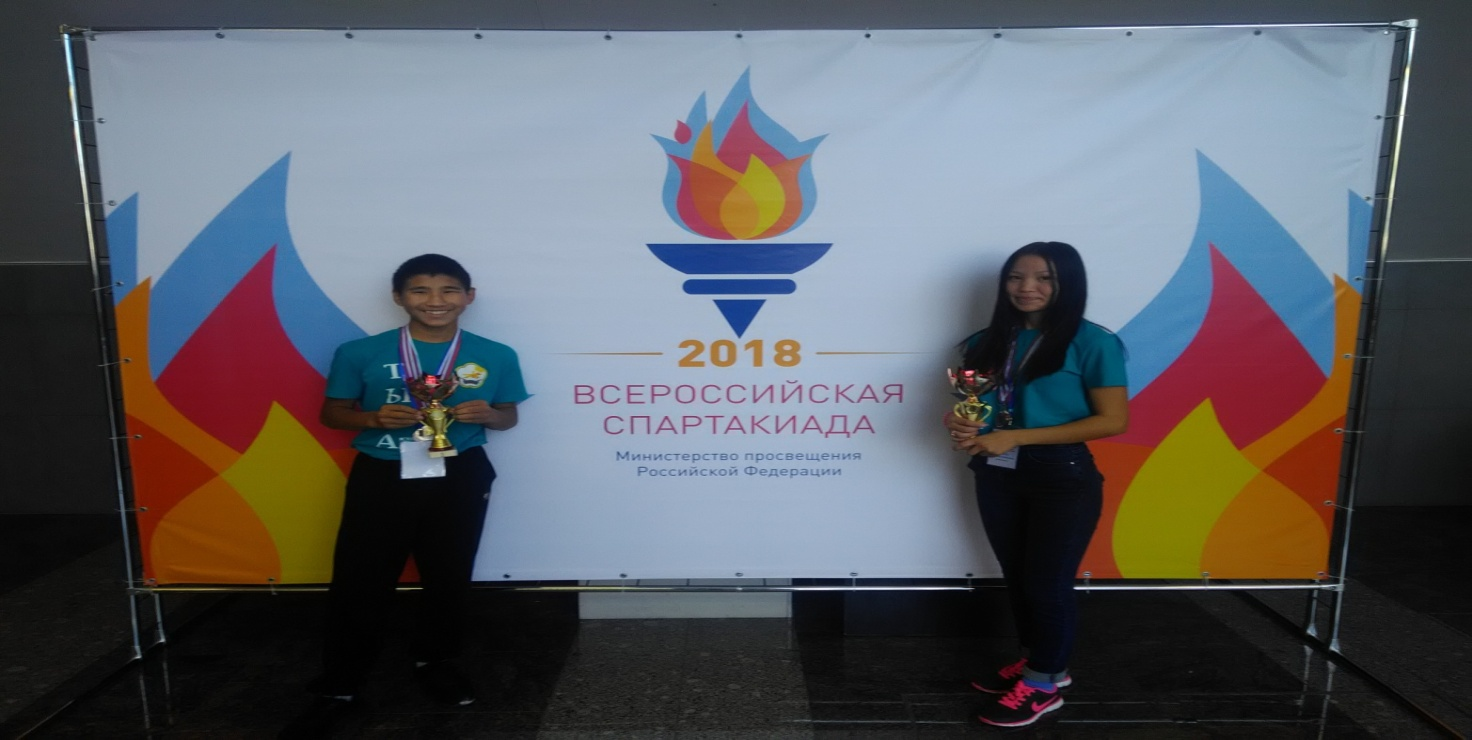 2018
ВСЕРОССИЙСКАЯ
СПАРТАКИАДА
Министерство просвещения
Российской Федерации